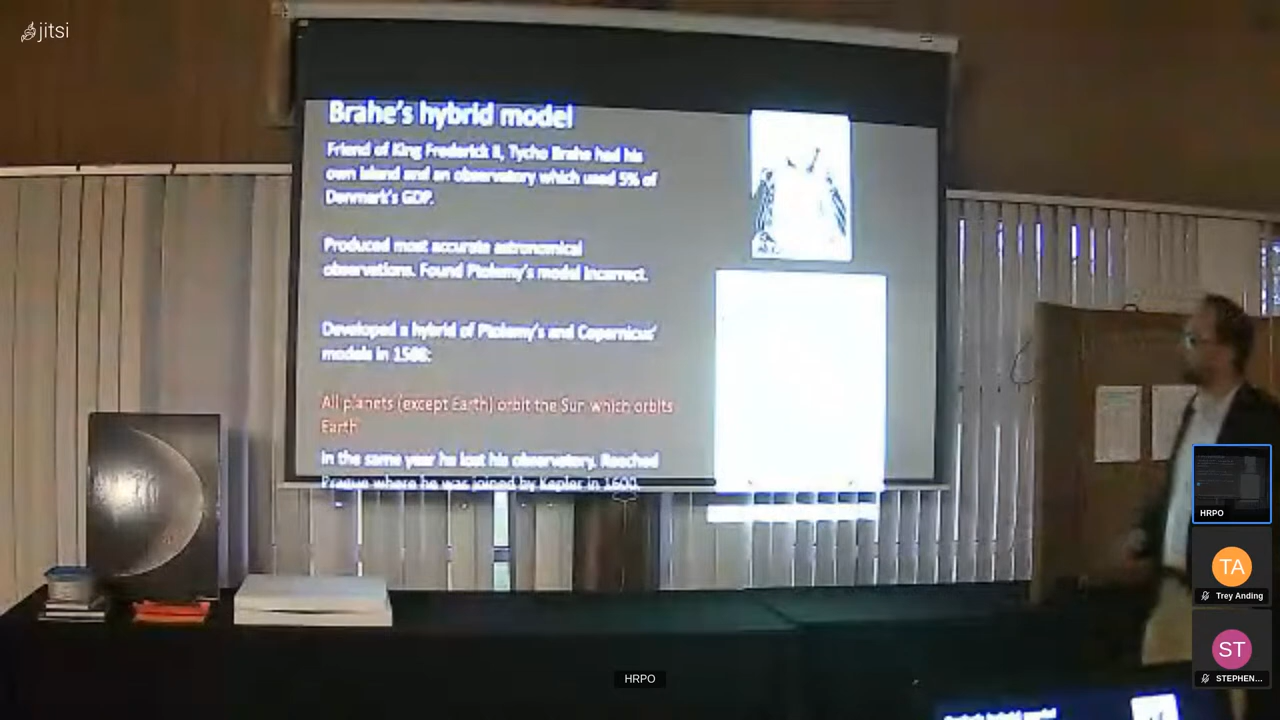 jitsi
Brahe's hybrid model
Friend of King Frederick II, Tycho Brahe had his
own island and an observatory which used 5% of
Denmark's GDP.
Produced most accurate astronomical
observations. Found Ptolemy's model incorrect.
Developed a hybrid of Ptolemy's and Copernicus'
models in 1588:
All planets (except Earth) orbit the Sun which orbits
Earth
In the same year he lost his observatory. Reached
Prague where he was joined by Kepler in 1600.
HRPO
TA
Trey Anding
ST
STEPHEN...
HRPO